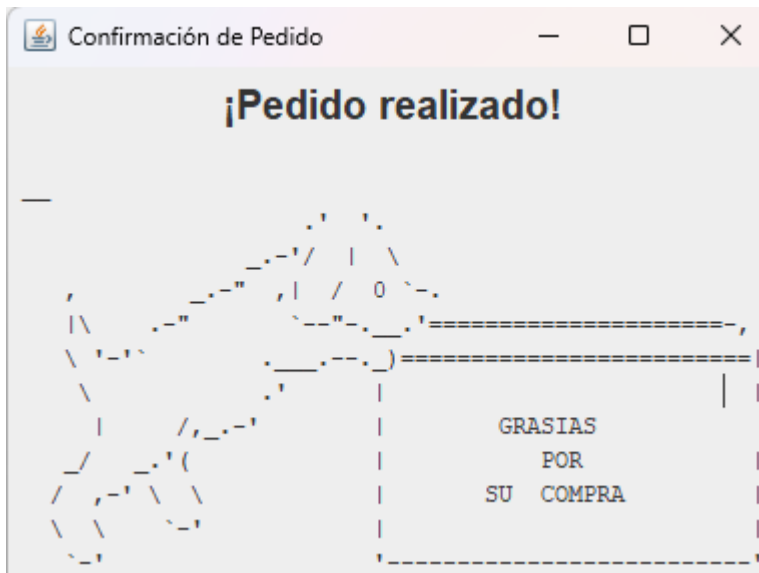 Confirmación de Pedido
¡Pedido realizado!
GRASIAS
POR
SU COMPRA